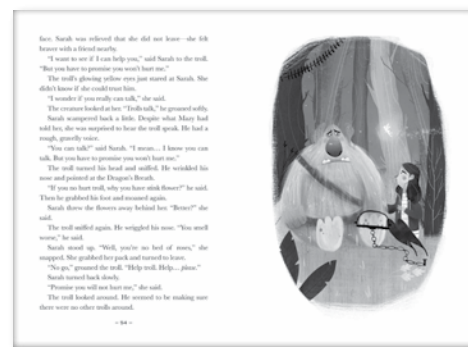 face. Sarah was relieved that she did not leave—she felt
braver with a friend nearby.
"I want to see if I can help you," said Sarah to the troll.
"But you have to promise you won't hurt me."
The troll's glowing yellow eyes just stared at Sarah. She
didn't know if she could trust him.
"I wonder if you really can talk," she said.
The creature looked at her. "Trolls talk," he groaned softly.
Sarah scampered back a little. Despite what Mary had
told her, she was surprised to hear the troll speak. He had a
rough, gravelly voice.
"You can talk?" said Sarah. "I mean… I know you can
talk. But you have to promise you won't hurt me."
The troll turned his head and sniffed. He wrinkled his
nose and pointed at the Dragon's Breath.
"If you no hurt troll, why you have stink flower?" he said.
Then he grabbed his foot and moaned again.
Sarah threw the flowers away behind her. "Better?" she
said.
The troll sniffed again. He wriggled his nose. "You smell
worse," he said.
Sarah stood up. "Well, you're no bed of roses," she
snapped. She grabbed her pack and turned to leave.
"No go," groaned the troll. "Help troll. Help… please."
Sarah turned back slowly.
"Promise you will not hurt me," she said.
The troll looked around. He seemed to be making sure
there were no other trolls around.
~ 94 ~